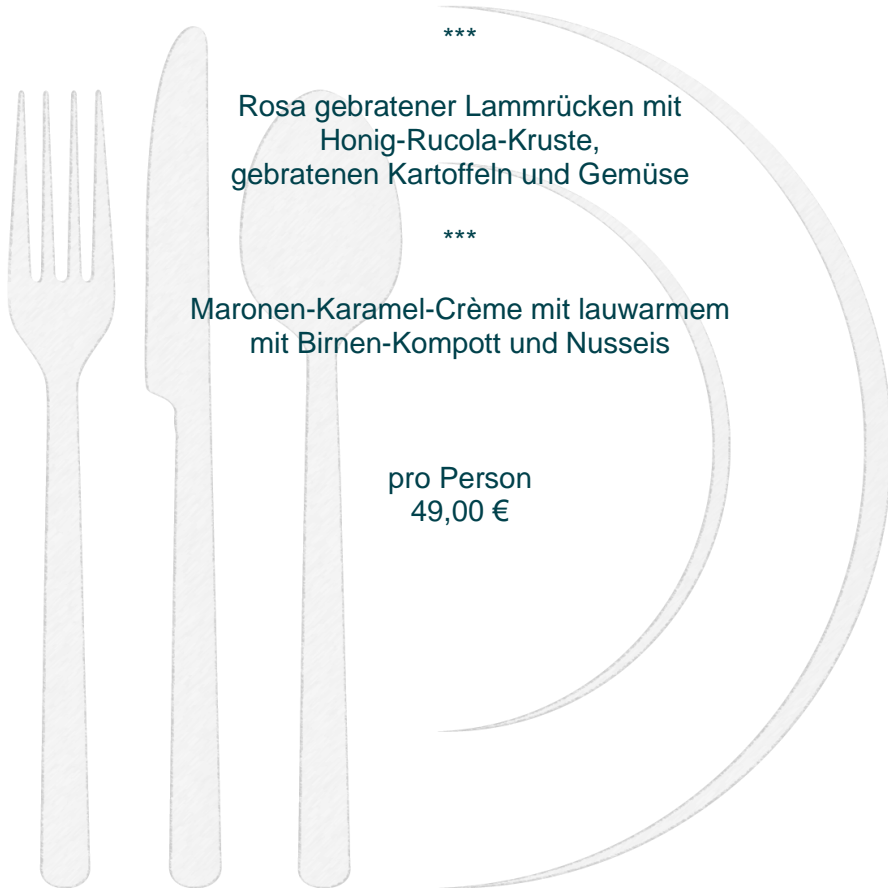 ***
Rosa gebratener Lammrücken mit
Honig-Rucola-Kruste,
gebratenen Kartoffeln und Gemüse
***
Maronen-Karamel-Crème mit lauwarmem
mit Birnen-Kompott und Nusseis
pro Person
49,00 €